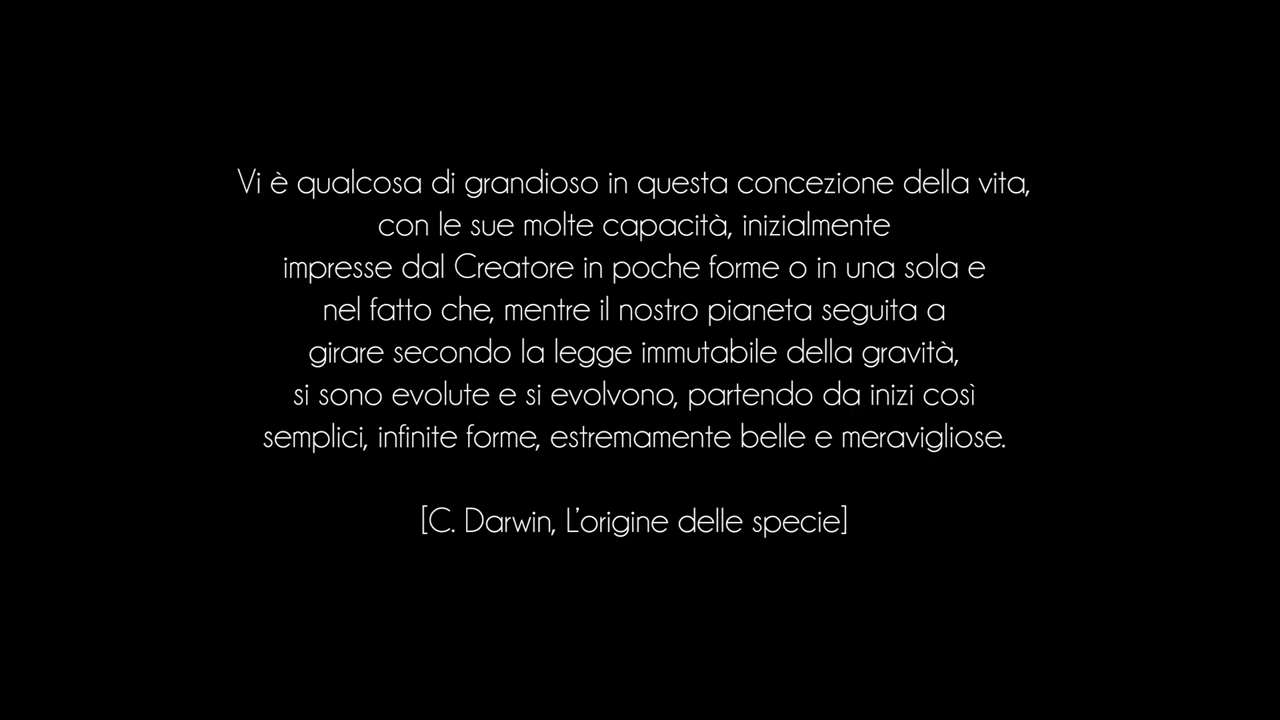 Vi è qualcosa di grandioso in questa concezione della vita,
con le sue molte capacità, inizialmente
impresse dal Creatore in poche forme o in una sola e
nel fatto che, mentre il nostro pianeta seguita a
girare secondo la legge immutabile della gravità,
si sono evolute e si evolvono, partendo da inizi così
semplici, infinite forme, estremamente belle e meravigliose.
[C. Darwin, L’origine delle specie]